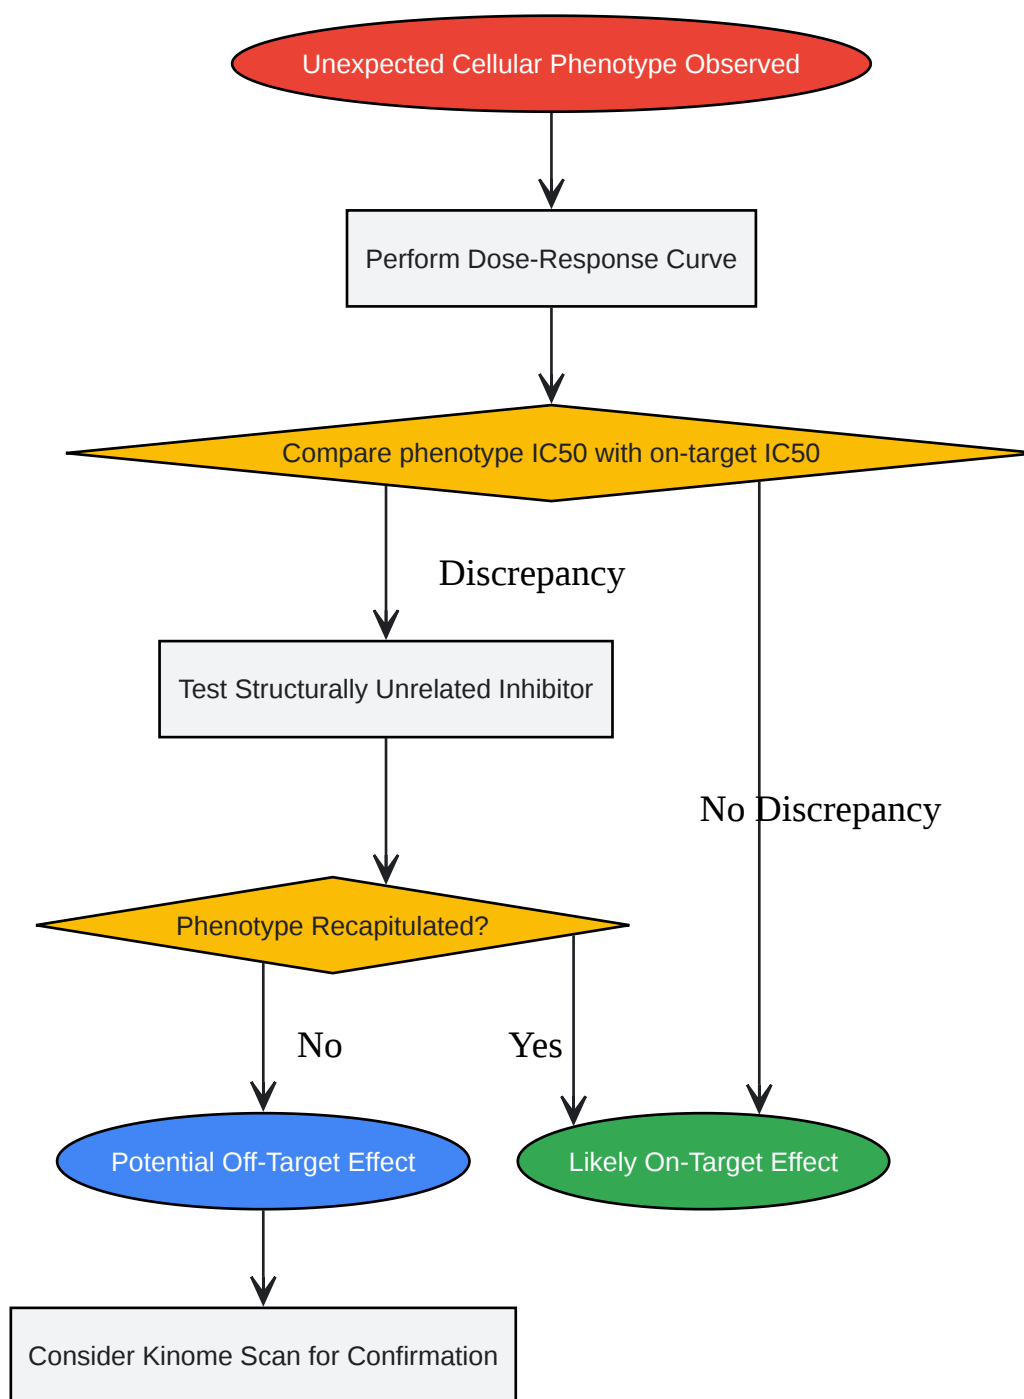 Unexpected Cellular Phenotype Observed
Perform Dose-Response Curve
Compare phenotype IC50 with on-target IC50
Discrepancy
Test Structurally Unrelated Inhibitor
No Discrepancy
Phenotype Recapitulated?
No
Yes
Potential Off-Target Effect
Likely On-Target Effect
Consider Kinome Scan for Confirmation